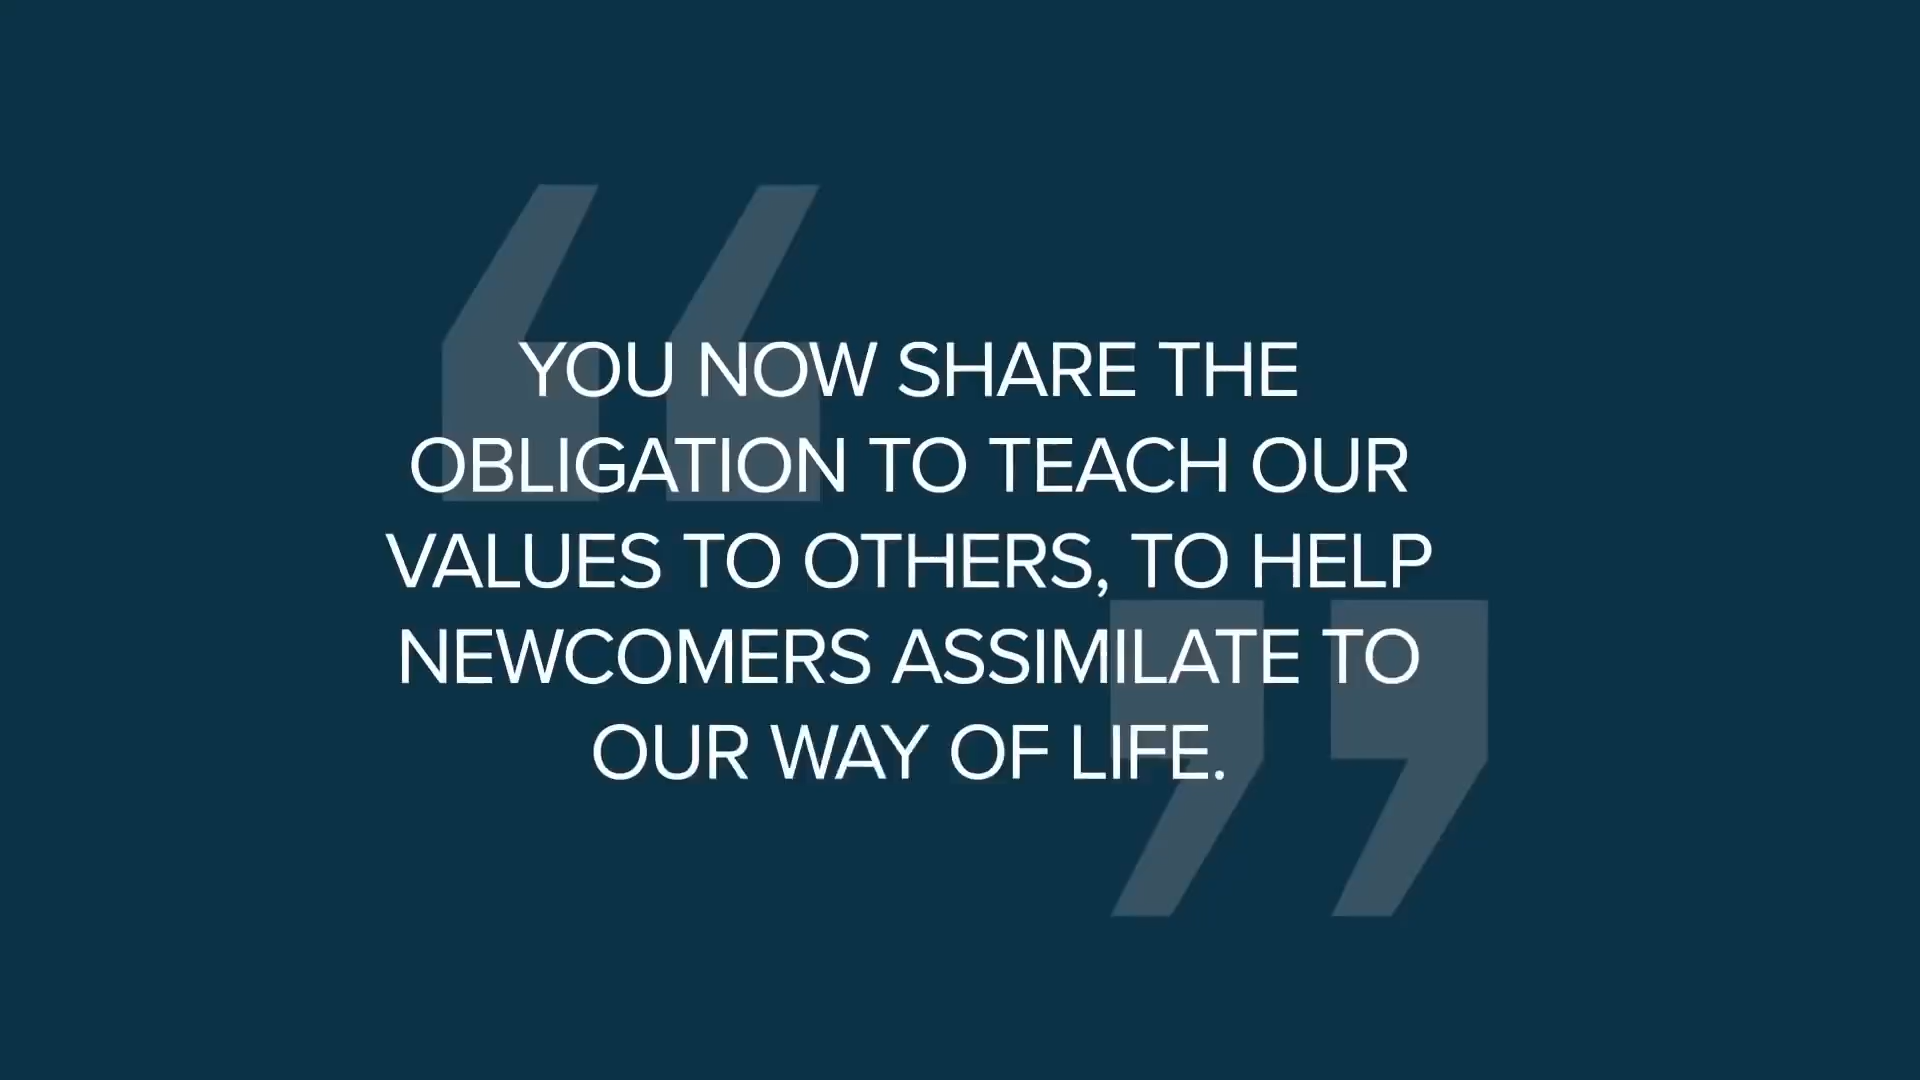 YOU NOW SHARE THE
OBLIGATION TO TEACH OUR
VALUES TO OTHERS, TO HELP
NEWCOMERS ASSIMILATE TO
OUR WAY OF LIFE.